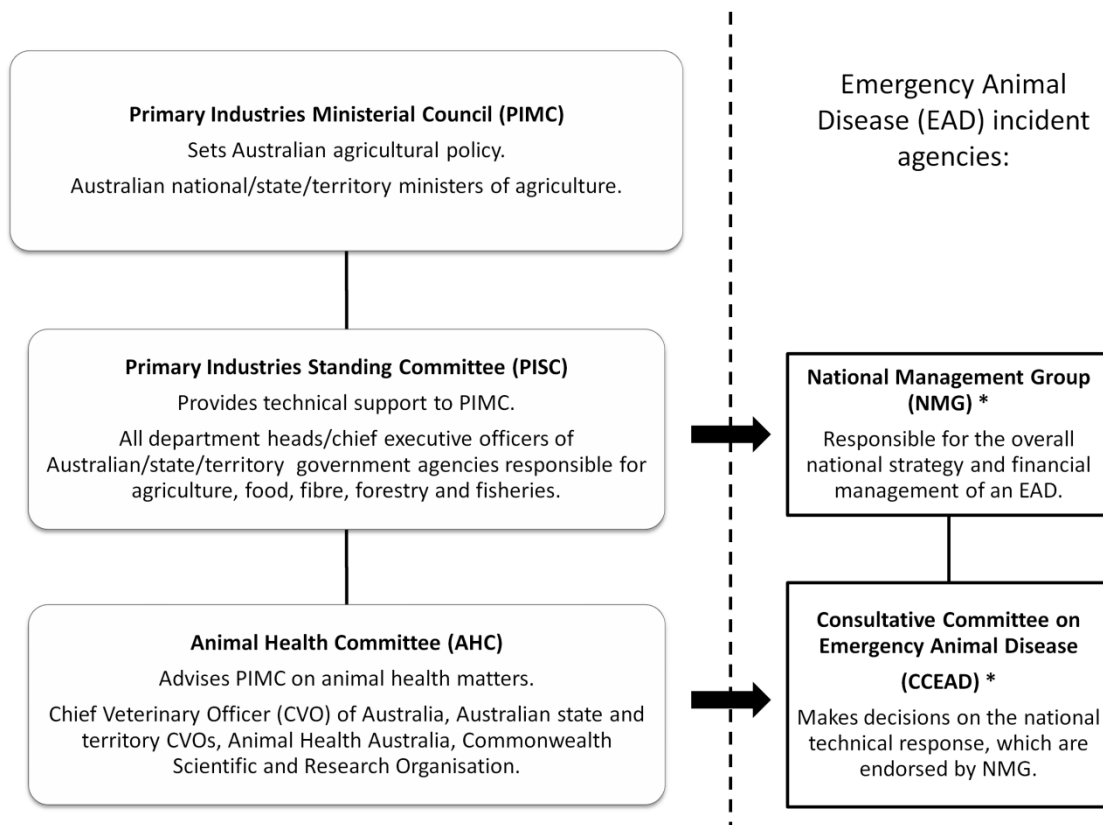 Primary Industries Ministerial Council (PIMC)
Sets Australian agricultural policy.
Australian national/state/territory ministers of agriculture.
Emergency Animal
Disease (EAD) incident
agencies:
Primary Industries Standing Committee (PISC)
Provides technical support to PIMC.
All department heads/chief executive officers of
Australian/state/territory government agencies responsible for
agriculture, food, fibre, forestry and fisheries.
National Management Group
(NMG) *
Responsible for the overall
national strategy and financial
management of an EAD.
Animal Health Committee (AHC)
Advises PIMC on animal health matters.
Chief Veterinary Officer (CVO) of Australia, Australian state and
territory CVOs, Animal Health Australia, Commonwealth
Scientific and Research Organisation.
Consultative Committee on
Emergency Animal Disease
(CCEAD) *
Makes decisions on the national
technical response, which are
endorsed by NMG.